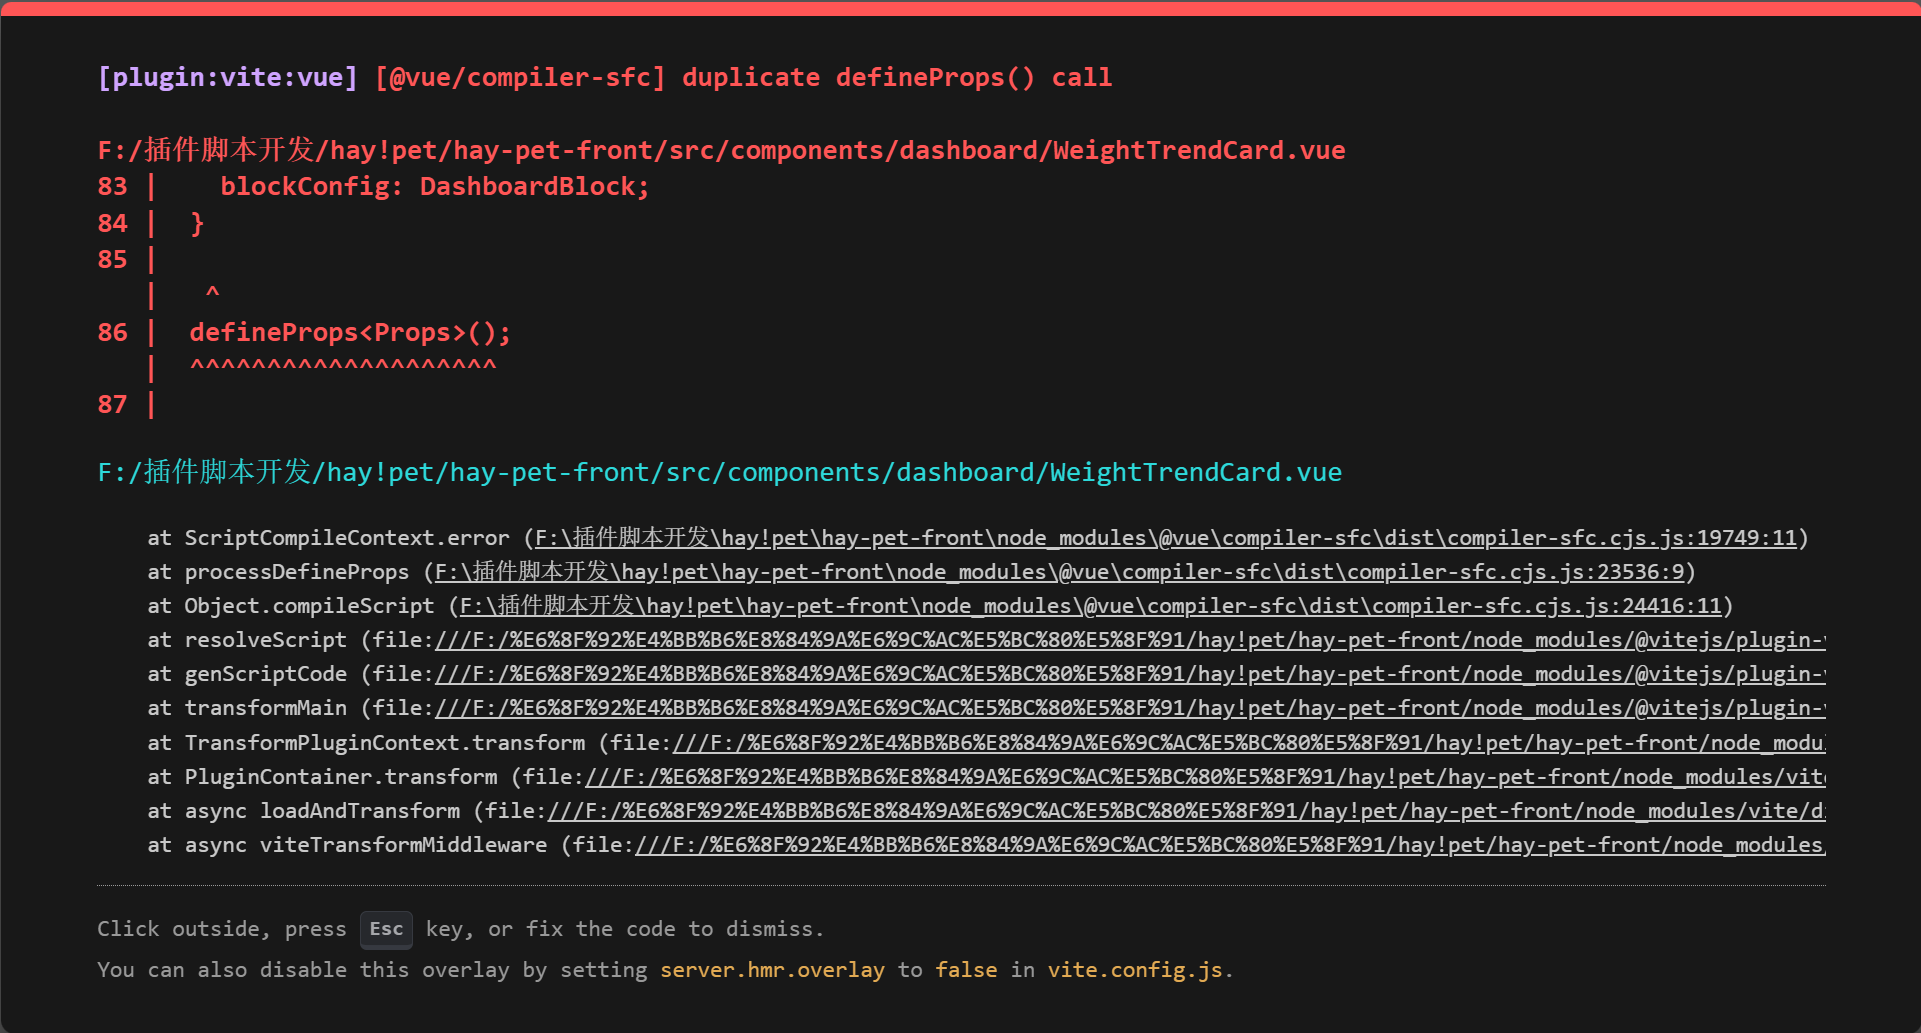 [plugin:vite:vue] [@vue/compiler-sfc] duplicate defineProps() call
F:/插件脚本开发/hay!pet/hay-pet-front/src/components/dashboard/WeightTrendCard.vue
83 |    blockConfig: DashboardBlock;
84 |  }
85 |
   |   ^
86 |  defineProps<Props>();
   |  ^^^^^^^^^^^^^^^^^^^^
87 |
F:/插件脚本开发/hay!pet/hay-pet-front/src/components/dashboard/WeightTrendCard.vue
at ScriptCompileContext.error (F:\插件脚本开发\hay!pet\hay-pet-front\node_modules\@vue\compiler-sfc\dist\compiler-sfc.cjs.js:19749:11)
at processDefineProps (F:\插件脚本开发\hay!pet\hay-pet-front\node_modules\@vue\compiler-sfc\dist\compiler-sfc.cjs.js:23536:9)
at Object.compileScript (F:\插件脚本开发\hay!pet\hay-pet-front\node_modules\@vue\compiler-sfc\dist\compiler-sfc.cjs.js:24416:11)
at resolveScript (file:///F:/%E6%8F%92%E4%BB%B6%E8%84%9A%E6%9C%AC%E5%BC%80%E5%8F%91/hay!pet/hay-pet-front/node_modules/@vitejs/plugin-
at genScriptCode (file:///F:/%E6%8F%92%E4%BB%B6%E8%84%9A%E6%9C%AC%E5%BC%80%E5%8F%91/hay!pet/hay-pet-front/node_modules/@vitejs/plugin-
at transformMain (file:///F:/%E6%8F%92%E4%BB%B6%E8%84%9A%E6%9C%AC%E5%BC%80%E5%8F%91/hay!pet/hay-pet-front/node_modules/@vitejs/plugin-
at TransformPluginContext.transform (file:///F:/%E6%8F%92%E4%BB%B6%E8%84%9A%E6%9C%AC%E5%BC%80%E5%8F%91/hay!pet/hay-pet-front/node_modu
at PluginContainer.transform (file:///F:/%E6%8F%92%E4%BB%B6%E8%84%9A%E6%9C%AC%E5%BC%80%E5%8F%91/hay!pet/hay-pet-front/node_modules/vite
at async loadAndTransform (file:///F:/%E6%8F%92%E4%BB%B6%E8%84%9A%E6%9C%AC%E5%BC%80%E5%8F%91/hay!pet/hay-pet-front/node_modules/vite/d
at async viteTransformMiddleware (file:///F:/%E6%8F%92%E4%BB%B6%E8%84%9A%E6%9C%AC%E5%BC%80%E5%8F%91/hay!pet/hay-pet-front/node_modules/
Click outside, press Esc key, or fix the code to dismiss.
You can also disable this overlay by setting server.hmr.overlay to false in vite.config.js.